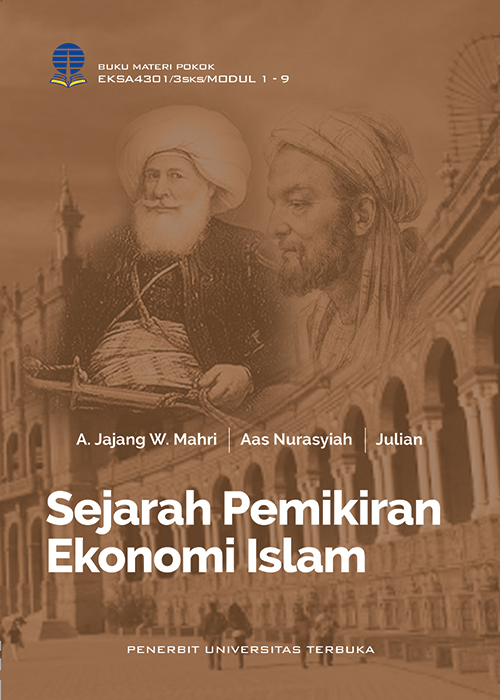 BUKU MATERI POKOK
EKSA4301/3SKS/MODUL 1 - 9
A. Jajang W. Mahri | Aas Nurasyiah | Julian
Sejarah Pemikiran
Ekonomi Islam
PENERBIT UNIVERSITAS TERBUKA